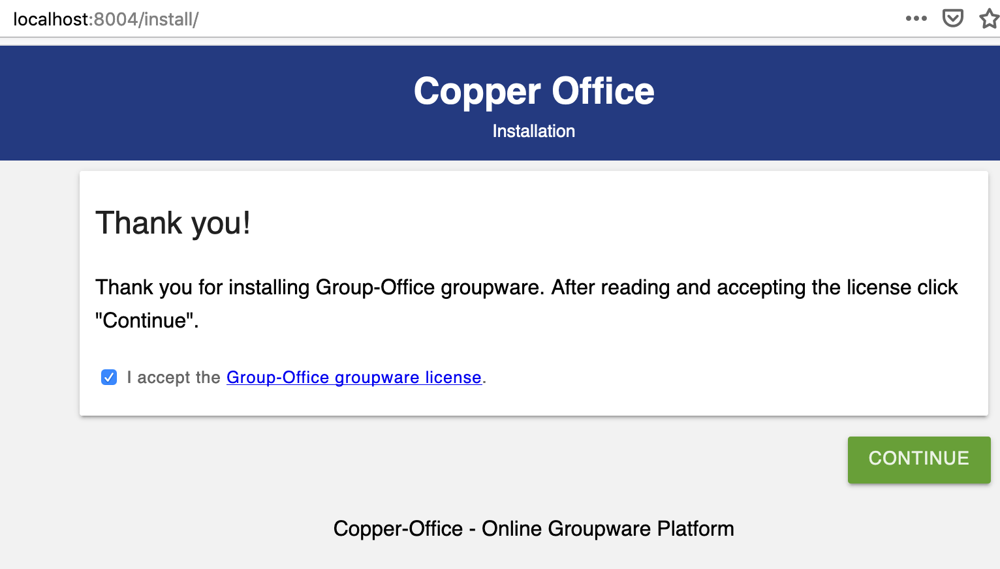 localhost:8004/install/
Copper Office
Installation
Thank you!
Thank you for installing Group-Office groupware. After reading and accepting the license click
"Continue".
I accept the Group-Office groupware license.
CONTINUE
Copper-Office - Online Groupware Platform